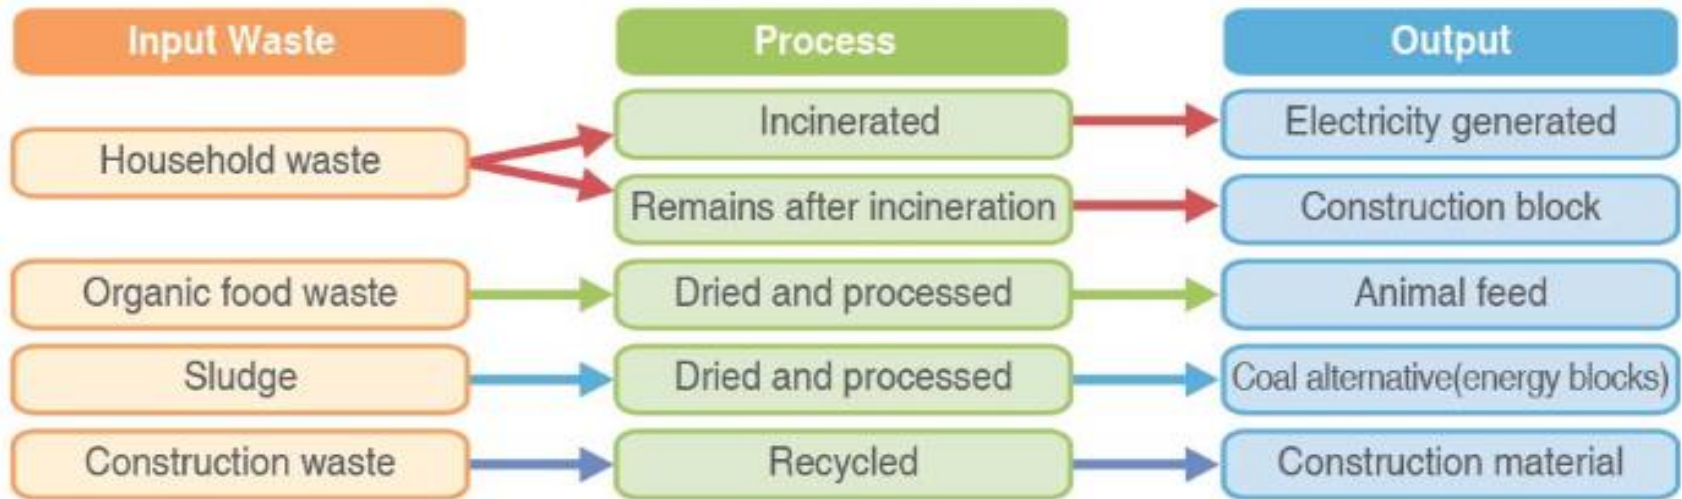 Input Waste
Process
Output
Household waste
Incinerated
Electricity generated
Remains after incineration
Construction block
Organic food waste
Dried and processed
Animal feed
Sludge
Dried and processed
Coal alternative(energy blocks)
Construction waste
Recycled
Construction material